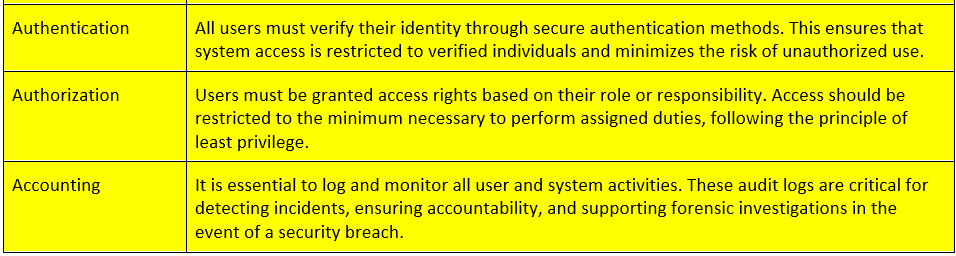 Authentication
All users must verify their identity through secure authentication methods. This ensures that
system access is restricted to verified individuals and minimizes the risk of unauthorized use.
Authorization
Users must be granted access rights based on their role or responsibility. Access should be
restricted to the minimum necessary to perform assigned duties, following the principle of
least privilege.
Accounting
It is essential to log and monitor all user and system activities. These audit logs are critical for
detecting incidents, ensuring accountability, and supporting forensic investigations in the
event of a security breach.